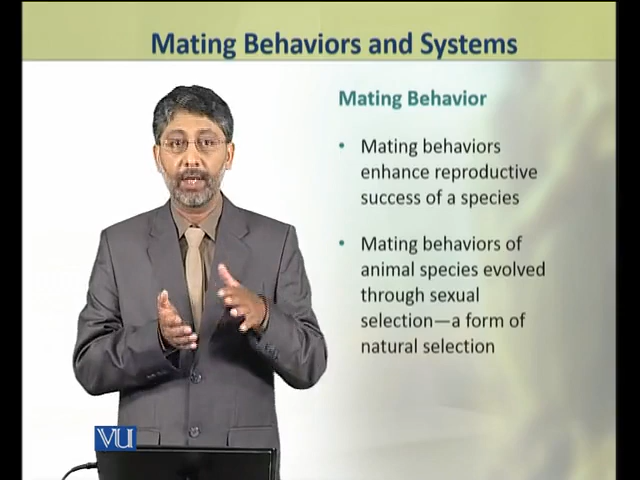 Mating Behaviors and Systems
Mating Behavior
• Mating behaviors
enhance reproductive
success of a species
• Mating behaviors of
animal species evolved
through sexual
selection—a form of
natural selection
VU